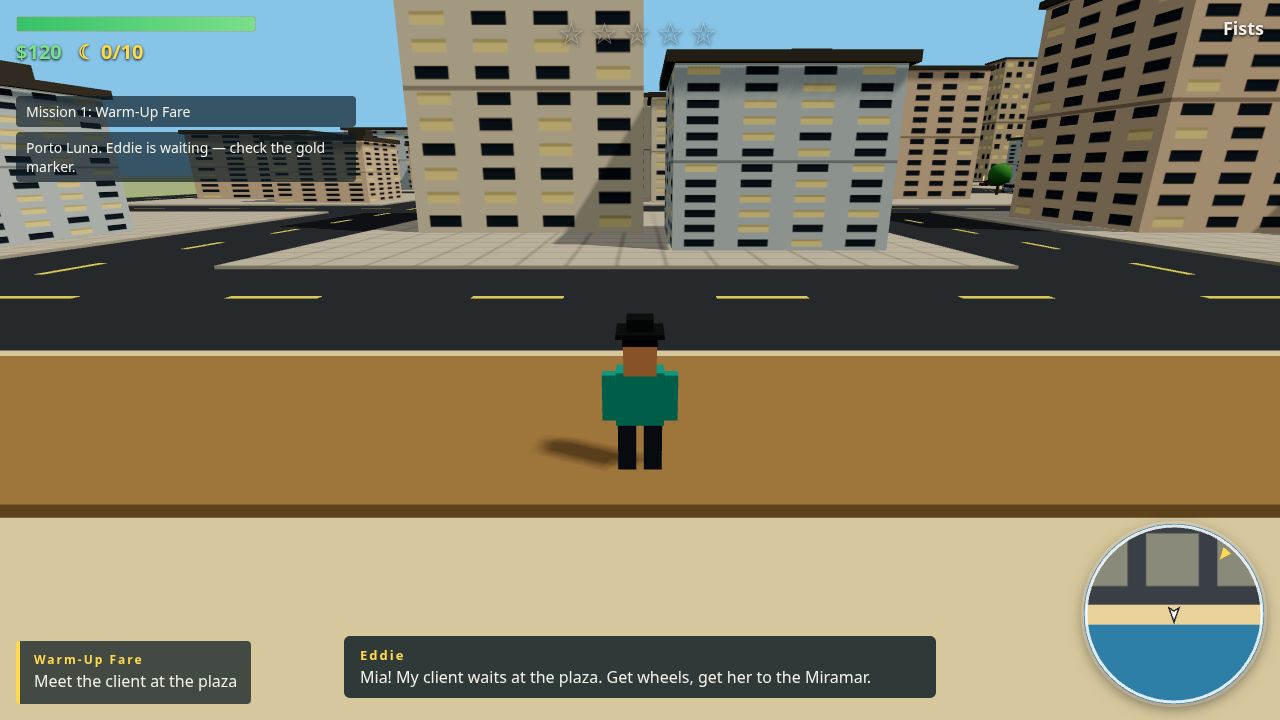 $120 ☾ 0/10
☆ ☆ ☆ ☆ ☆
Fists
Mission 1: Warm-Up Fare
Porto Luna. Eddie is waiting — check the gold
marker.
Warm-Up Fare
Meet the client at the plaza
Eddie
Mia! My client waits at the plaza. Get wheels, get her to the Miramar.